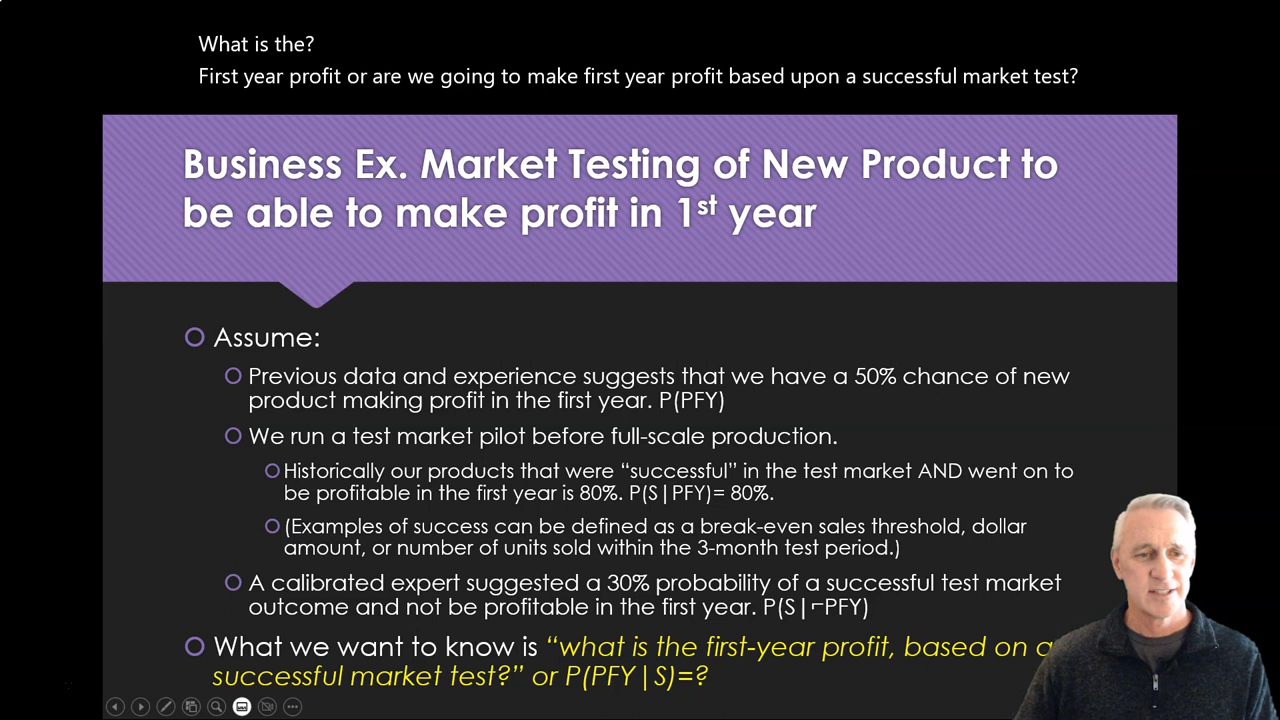 What is the?
First year profit or are we going to make first year profit based upon a successful market test?
Business Ex. Market Testing of New Product to
be able to make profit in 1st year
Assume:
Previous data and experience suggests that we have a 50% chance of new
product making profit in the first year. P(PFY)
We run a test market pilot before full-scale production.
Historically our products that were “successful” in the test market AND went on to
be profitable in the first year is 80%. P(S|PFY)= 80%.
(Examples of success can be defined as a break-even sales threshold, dollar
amount, or number of units sold within the 3-month test period.)
A calibrated expert suggested a 30% probability of a successful test market
outcome and not be profitable in the first year. P(S|⌐PFY)
What we want to know is “what is the first-year profit, based on a
successful market test?” or P(PFY|S)=?